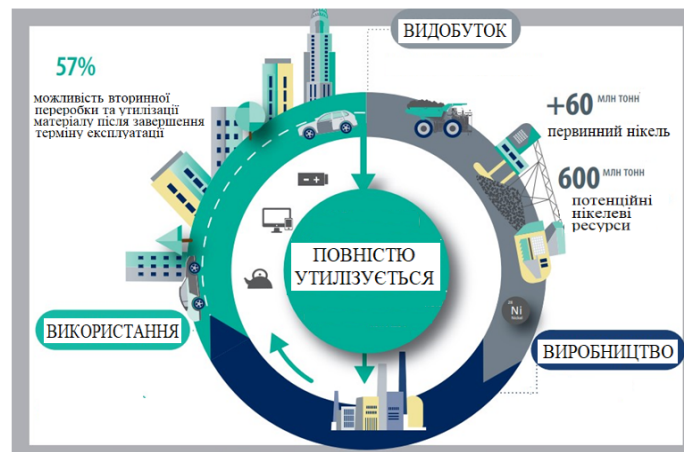 ВИДОБУТОК
57%
можливість вторинної
переробки та утилізації
матеріалу після завершення
терміну експлуатації
+60 МЛН ТОНН
первинний нікель
600 МЛН ТОНН
потенційні
нікелеві
ресурси
ПОВНІСТЮ
УТИЛІЗУЄТЬСЯ
Ni
ВИКОРИСТАННЯ
ВИРОБНИЦТВО